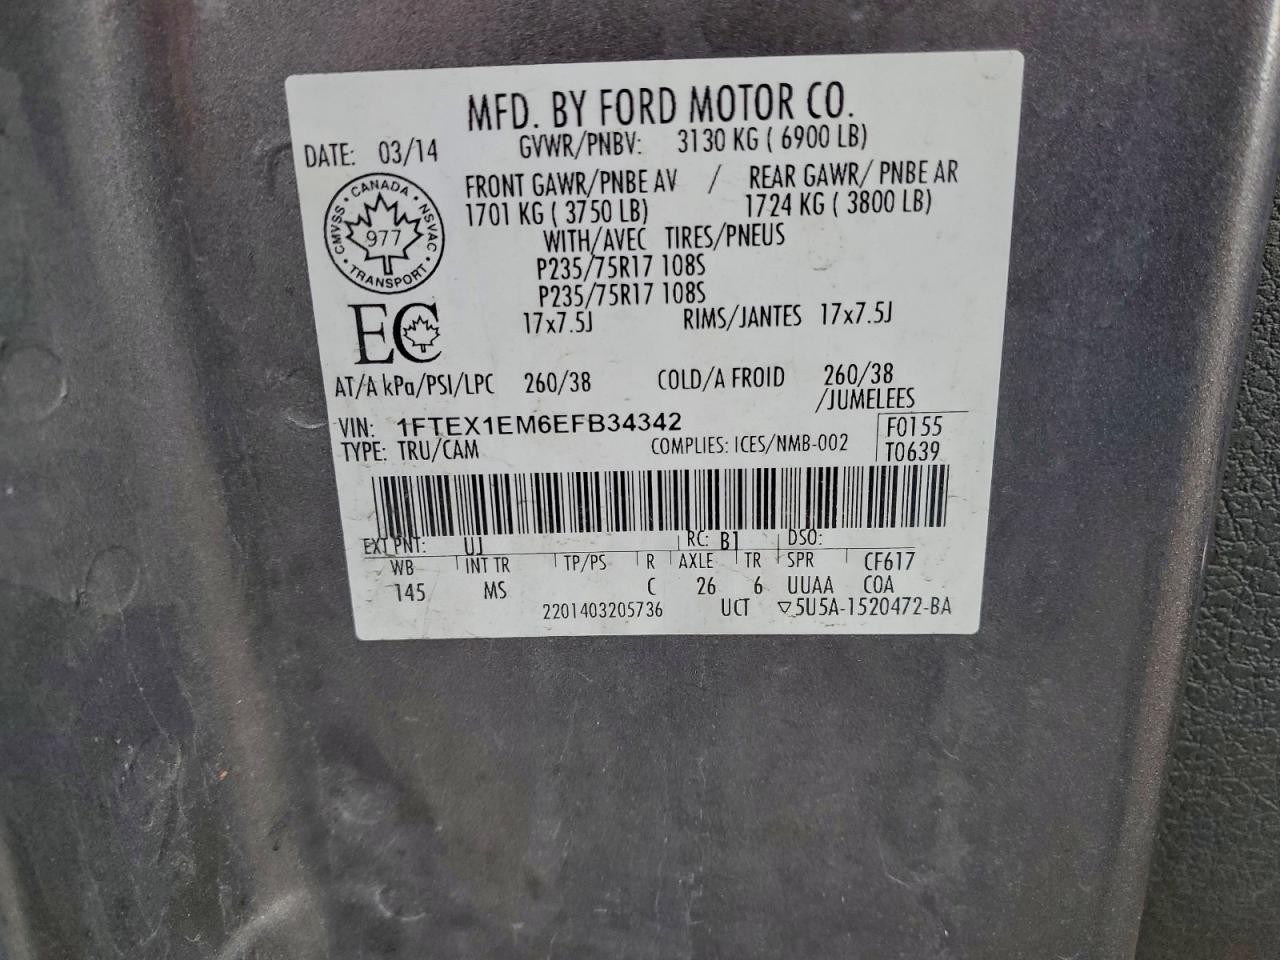 MFD. BY FORD MOTOR CO.
DATE: 03/14 GVWR/PNBV: 3130 KG ( 6900 LB)
FRONT GAWR/PNBE AV / REAR GAWR/ PNBE AR
1701 KG ( 3750 LB) 1724 KG ( 3800 LB)
WITH/AVEC TIRES/PNEUS
P235/75R17 108S
P235/75R17 108S
17x7.5J RIMS/JANTES 17x7.5J
CANADA
CMVSS 977 NSVAC
TRANSPORT
EC
AT/A kPa/PSI/LPC 260/38 COLD/A FROID 260/38
/JUMELEES
VIN: 1FTEX1EM6EFB34342 F0155
TYPE: TRU/CAM COMPLIES: ICES/NMB-002 T0639
EXT PNT: UJ RC: B1 DSO:
WB INT TR TP/PS R AXLE TR SPR CF617
145 MS C 26 6 UUAA COA
2201403205736 UCT ▽5U5A-1520472-BA